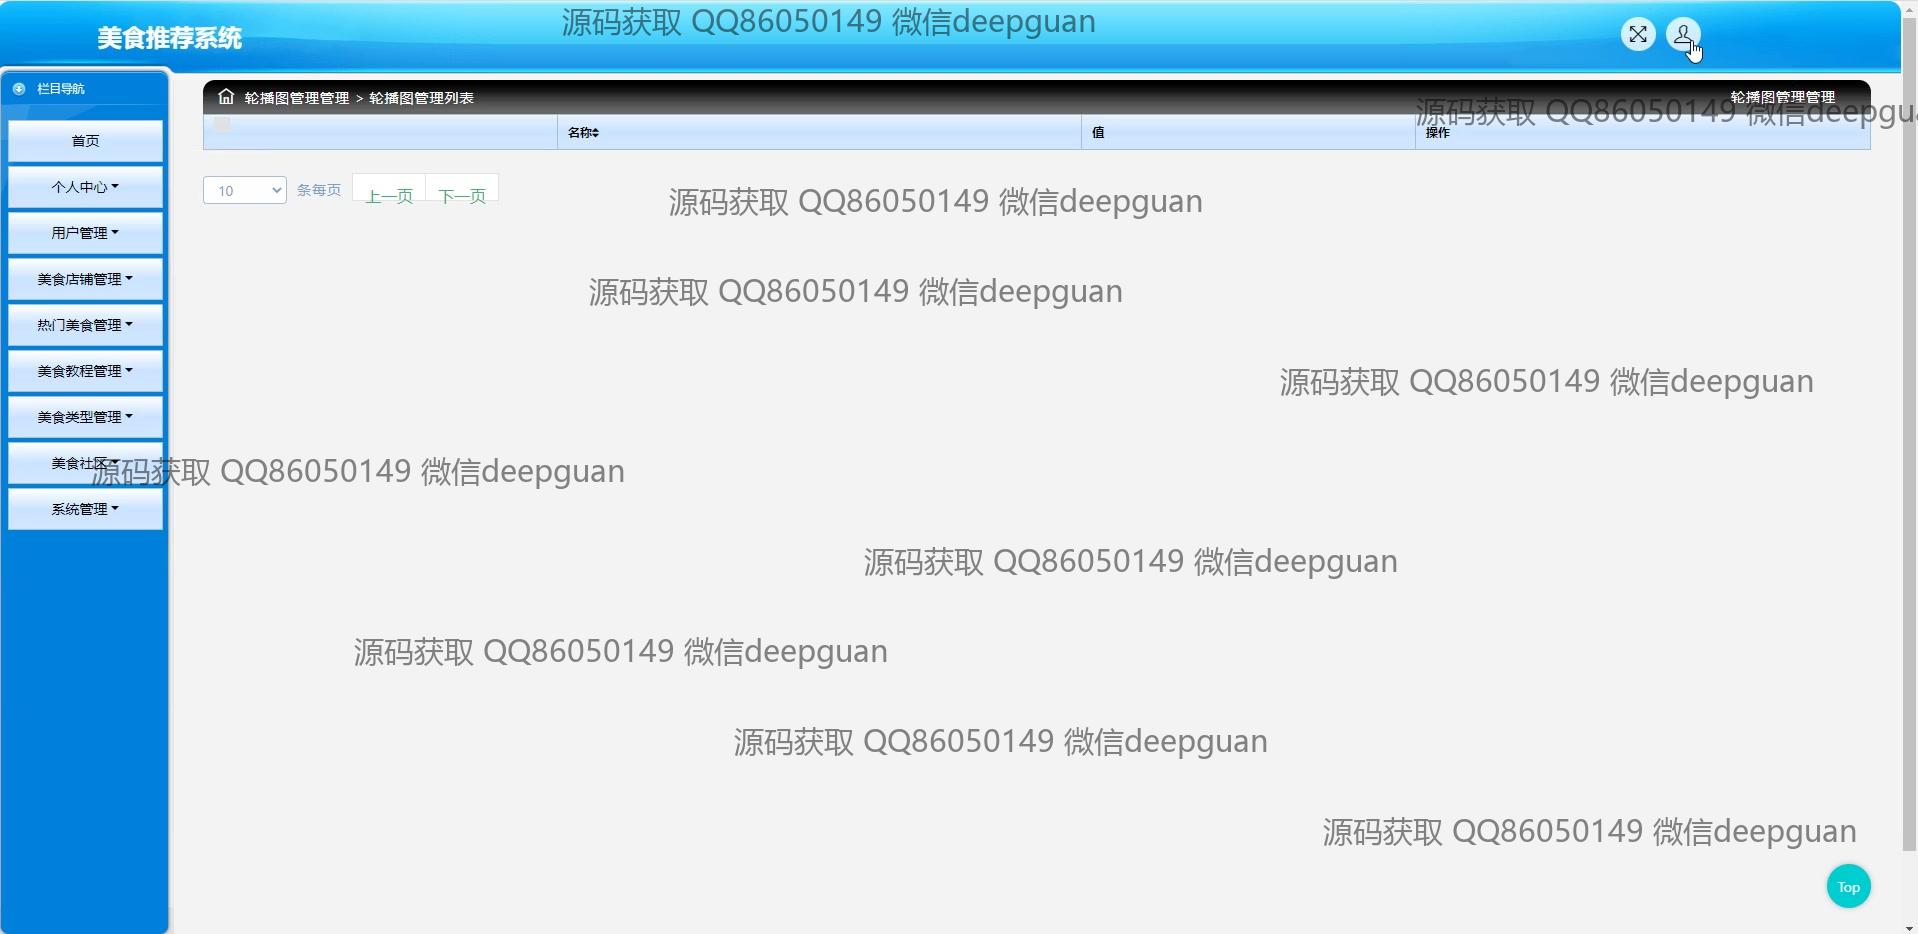 源码获取 QQ86050149 微信deepguan
美食推荐系统
栏目导航
轮播图管理管理 > 轮播图管理列表
轮播图管理管理
源码获取 QQ86050149 微信deepgu
名称
值
操作
首页
个人中心
10
条每页
上一页
下一页
源码获取 QQ86050149 微信deepguan
用户管理
美食店铺管理
源码获取 QQ86050149 微信deepguan
热门美食管理
美食教程管理
源码获取 QQ86050149 微信deepguan
美食类型管理
美食社区
源码获取 QQ86050149 微信deepguan
系统管理
源码获取 QQ86050149 微信deepguan
源码获取 QQ86050149 微信deepguan
源码获取 QQ86050149 微信deepguan
源码获取 QQ86050149 微信deepguan
Top